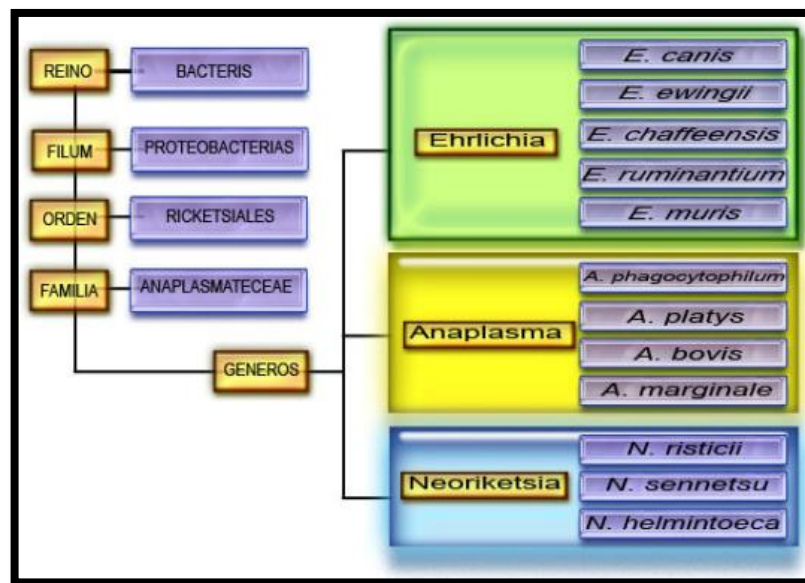 REINO
BACTERIS
FILUM
PROTEOBACTERIAS
ORDEN
RICKETSIALES
FAMILIA
ANAPLASMATECEAE
GENEROS
Ehrlichia
E. canis
E. ewingii
E. chaffeensis
E. ruminantium
E. muris
Anaplasma
A. phagocytophilum
A. platys
A. bovis
A. marginale
Neoriketsia
N. risticii
N. sennetsu
N. helmintoeca